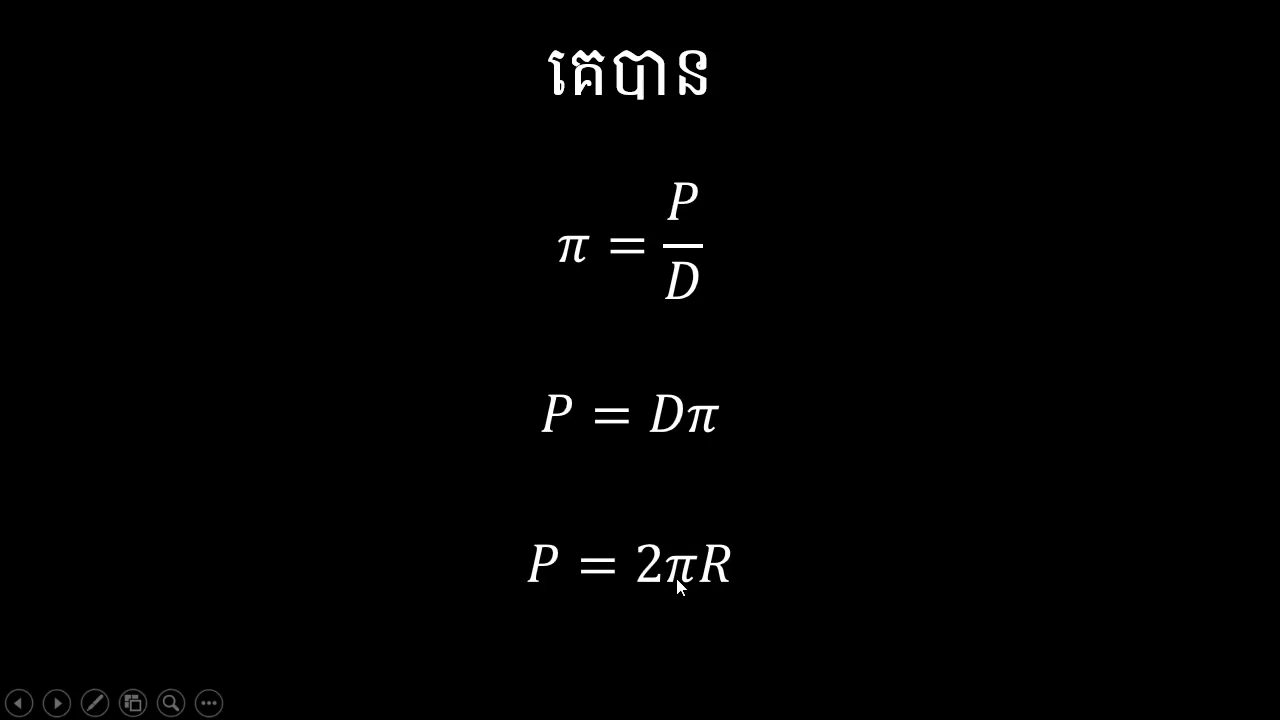 គេបាន
π = P/D
P = Dπ
P = 2πR